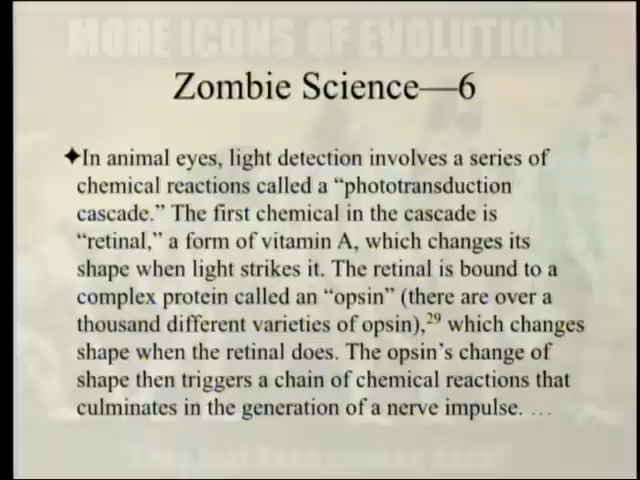 MORE ICONS OF EVOLUTION
Zombie Science—6
✦In animal eyes, light detection involves a series of
chemical reactions called a “phototransduction
cascade.” The first chemical in the cascade is
“retinal,” a form of vitamin A, which changes its
shape when light strikes it. The retinal is bound to a
complex protein called an “opsin” (there are over a
thousand different varieties of opsin),29 which changes
shape when the retinal does. The opsin’s change of
shape then triggers a chain of chemical reactions that
culminates in the generation of a nerve impulse. …